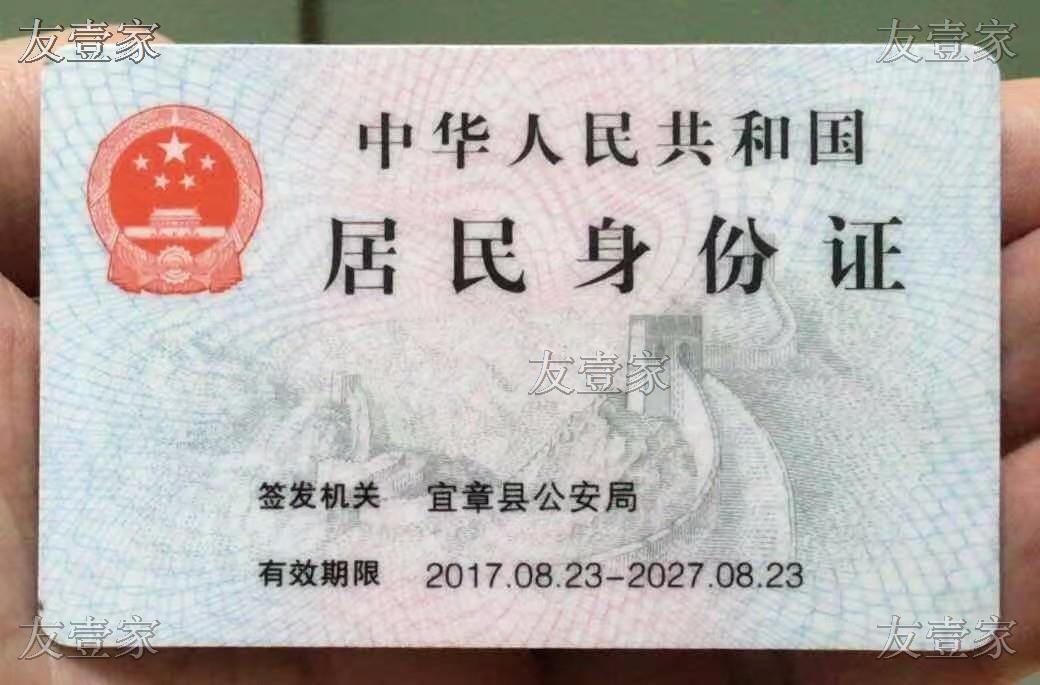 友壹家 友壹家
中华人民共和国
居民身份证
友壹家
签发机关 宜章县公安局
有效期限 2017.08.23-2027.08.23
友壹家 友壹家